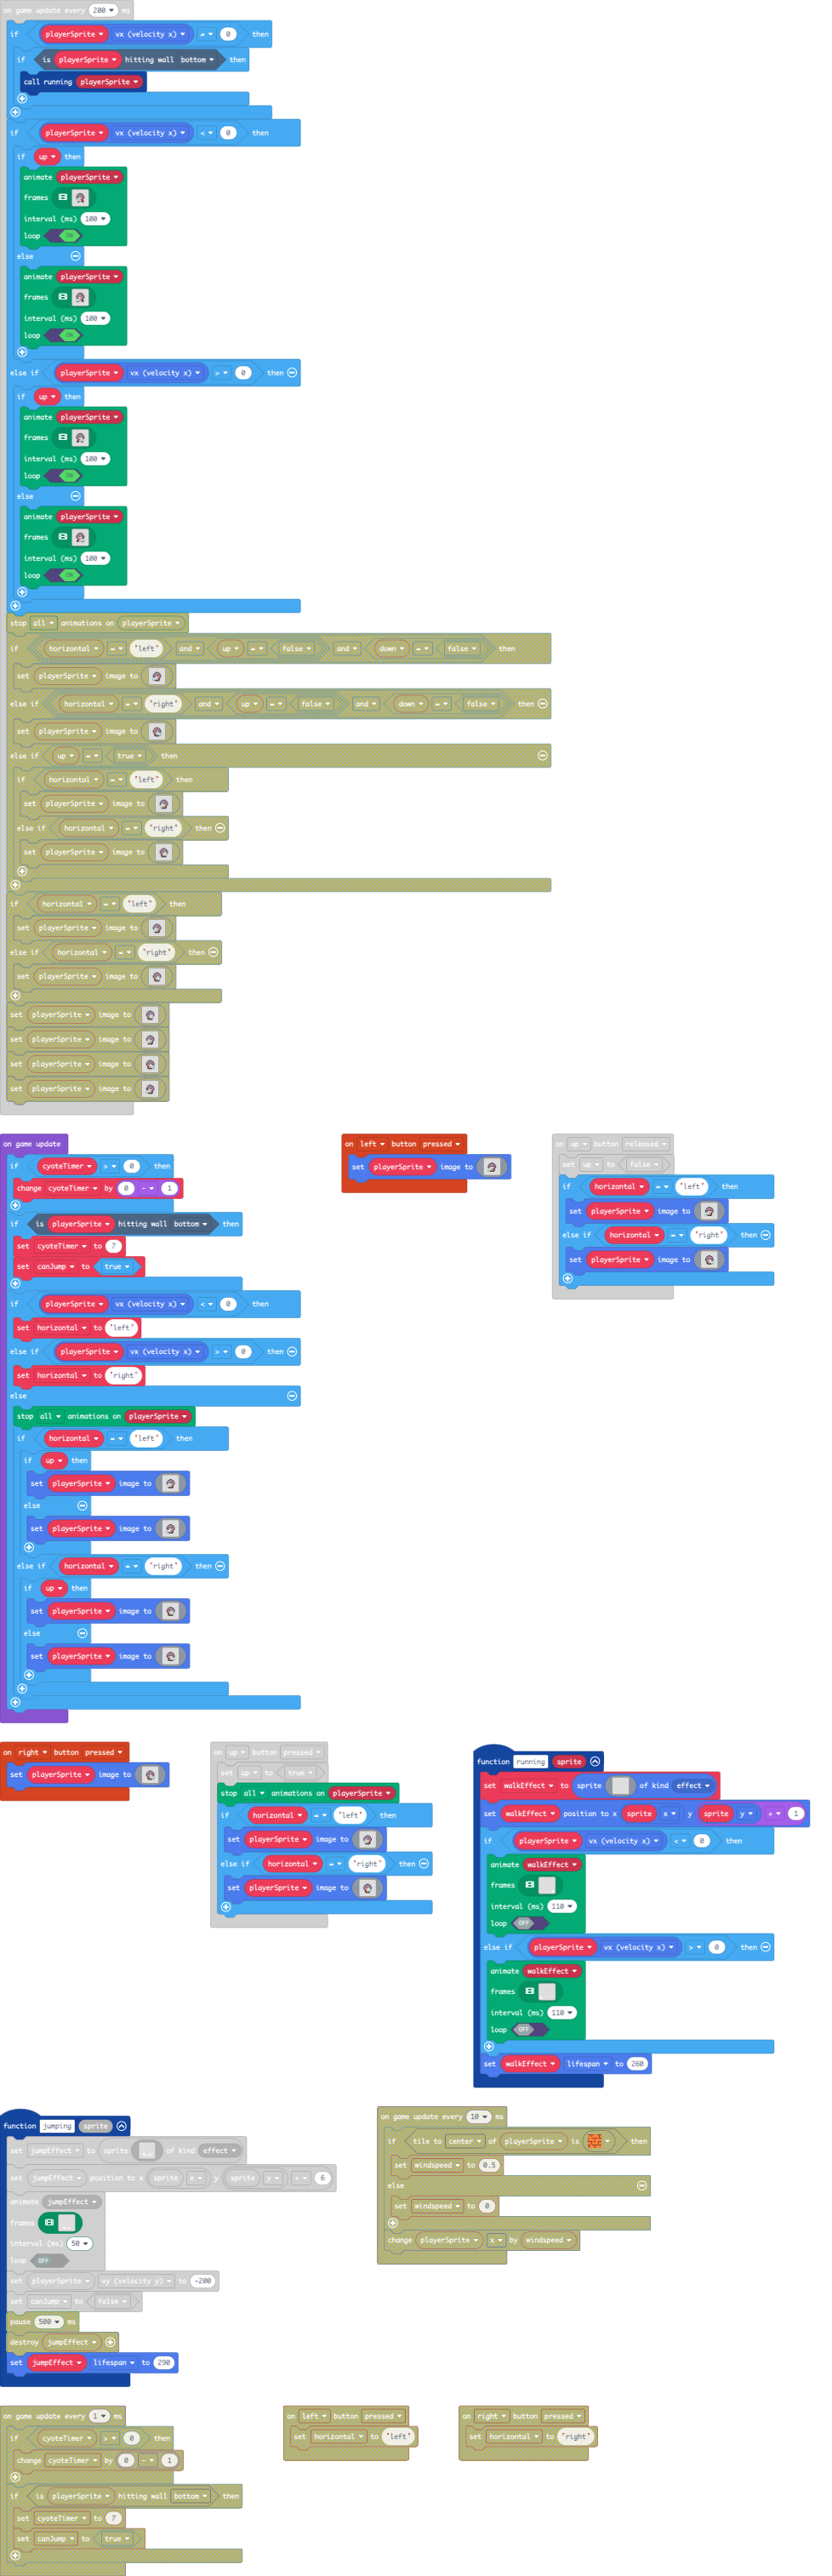 on game update every 200 ms
if playerSprite vx (velocity x) ≠ 0 then
if is playerSprite hitting wall bottom then
call running playerSprite
if playerSprite vx (velocity x) < 0 then
if up then
animate playerSprite
frames
interval (ms) 100
loop ON
else
animate playerSprite
frames
interval (ms) 100
loop ON
else if playerSprite vx (velocity x) > 0 then
if up then
animate playerSprite
frames
interval (ms) 100
loop ON
else
animate playerSprite
frames
interval (ms) 100
loop ON
stop all animations on playerSprite
if horizontal = "left" and up = false and down = false then
set playerSprite image to
else if horizontal = "right" and up = false and down = false then
set playerSprite image to
else if up = true then
if horizontal = "left" then
set playerSprite image to
else if horizontal = "right" then
set playerSprite image to
if horizontal = "left" then
set playerSprite image to
else if horizontal = "right" then
set playerSprite image to
set playerSprite image to
set playerSprite image to
set playerSprite image to
set playerSprite image to
on game update
if cyoteTimer > 0 then
change cyoteTimer by 0 - 1
if is playerSprite hitting wall bottom then
set cyoteTimer to 7
set canJump to true
if playerSprite vx (velocity x) < 0 then
set horizontal to "left"
else if playerSprite vx (velocity x) > 0 then
set horizontal to "right"
else
stop all animations on playerSprite
if horizontal = "left" then
if up then
set playerSprite image to
else
set playerSprite image to
else if horizontal = "right" then
if up then
set playerSprite image to
else
set playerSprite image to
on left button pressed
set playerSprite image to
on up button released
set up to false
if horizontal = "left" then
set playerSprite image to
else if horizontal = "right" then
set playerSprite image to
on right button pressed
set playerSprite image to
on up button pressed
set up to true
stop all animations on playerSprite
if horizontal = "left" then
set playerSprite image to
else if horizontal = "right" then
set playerSprite image to
function running sprite
set walkEffect to sprite of kind effect
set walkEffect position to x sprite x y sprite y + 1
if playerSprite vx (velocity x) < 0 then
animate walkEffect
frames
interval (ms) 110
loop OFF
else if playerSprite vx (velocity x) > 0 then
animate walkEffect
frames
interval (ms) 110
loop OFF
set walkEffect lifespan to 260
function jumping sprite
set jumpEffect to sprite of kind effect
set jumpEffect position to x sprite x y sprite y + 6
animate jumpEffect
frames
interval (ms) 50
loop OFF
set playerSprite vy (velocity y) to -200
set canJump to false
pause 500 ms
destroy jumpEffect
set jumpEffect lifespan to 290
on game update every 10 ms
if tile to center of playerSprite is then
set windspeed to 0.5
else
set windspeed to 0
change playerSprite x by windspeed
on game update every 1 ms
if cyoteTimer > 0 then
change cyoteTimer by 0 - 1
if is playerSprite hitting wall bottom then
set cyoteTimer to 7
set canJump to true
on left button pressed
set horizontal to "left"
on right button pressed
set horizontal to "right"